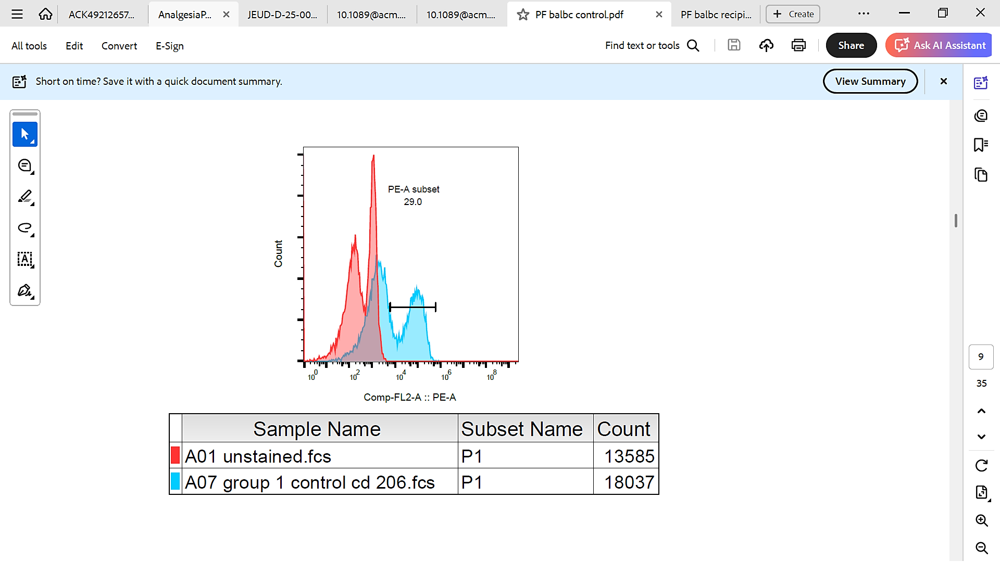 ACK49212657...
AnalgesiaP...
JEUD-D-25-00...
10.1089@acm....
10.1089@acm....
PF balbc control.pdf
PF balbc recipi...
Create
All tools
Edit
Convert
E-Sign
Find text or tools
Share
Ask AI Assistant
Short on time? Save it with a quick document summary.
View Summary
PE-A subset
29.0
Count
10^0 10^2 10^4 10^6 10^8
Comp-FL2-A :: PE-A
Sample Name Subset Name Count
A01 unstained.fcs P1 13585
A07 group 1 control cd 206.fcs P1 18037
A
9
35